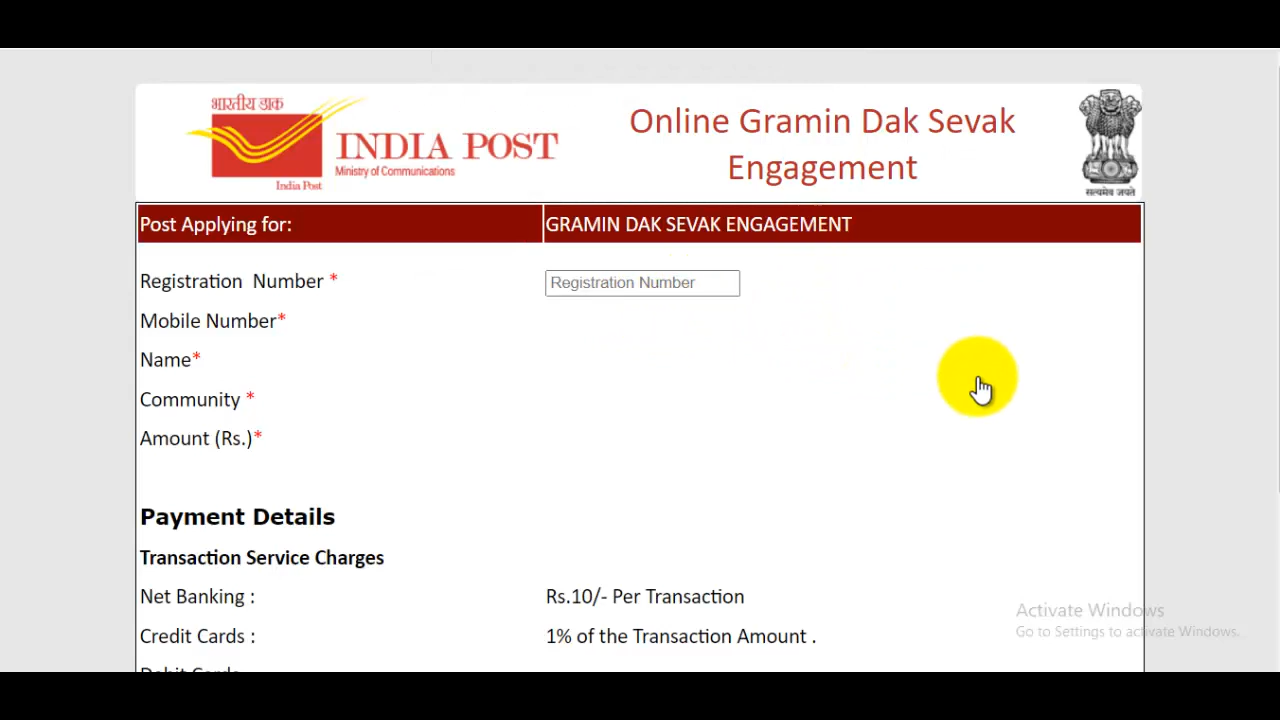 भारतीय डाक
INDIA POST
Ministry of Communications
India Post
Online Gramin Dak Sevak
Engagement
सत्यमेव जयते
Post Applying for: GRAMIN DAK SEVAK ENGAGEMENT
Registration Number * Registration Number
Mobile Number*
Name*
Community *
Amount (Rs.)*
Payment Details
Transaction Service Charges
Net Banking : Rs.10/- Per Transaction
Credit Cards : 1% of the Transaction Amount .
Debit Cards
Activate Windows
Go to Settings to activate Windows.